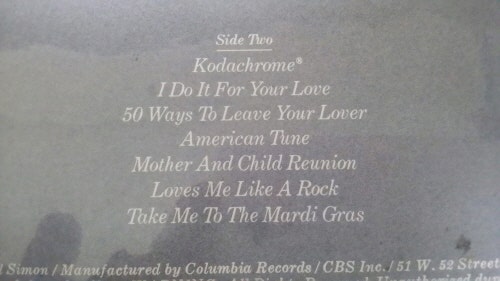 Side Two
Kodachrome®
I Do It For Your Love
50 Ways To Leave Your Lover
American Tune
Mother And Child Reunion
Loves Me Like A Rock
Take Me To The Mardi Gras
Simon / Manufactured by Columbia Records / CBS Inc. / 51 W. 52 Street